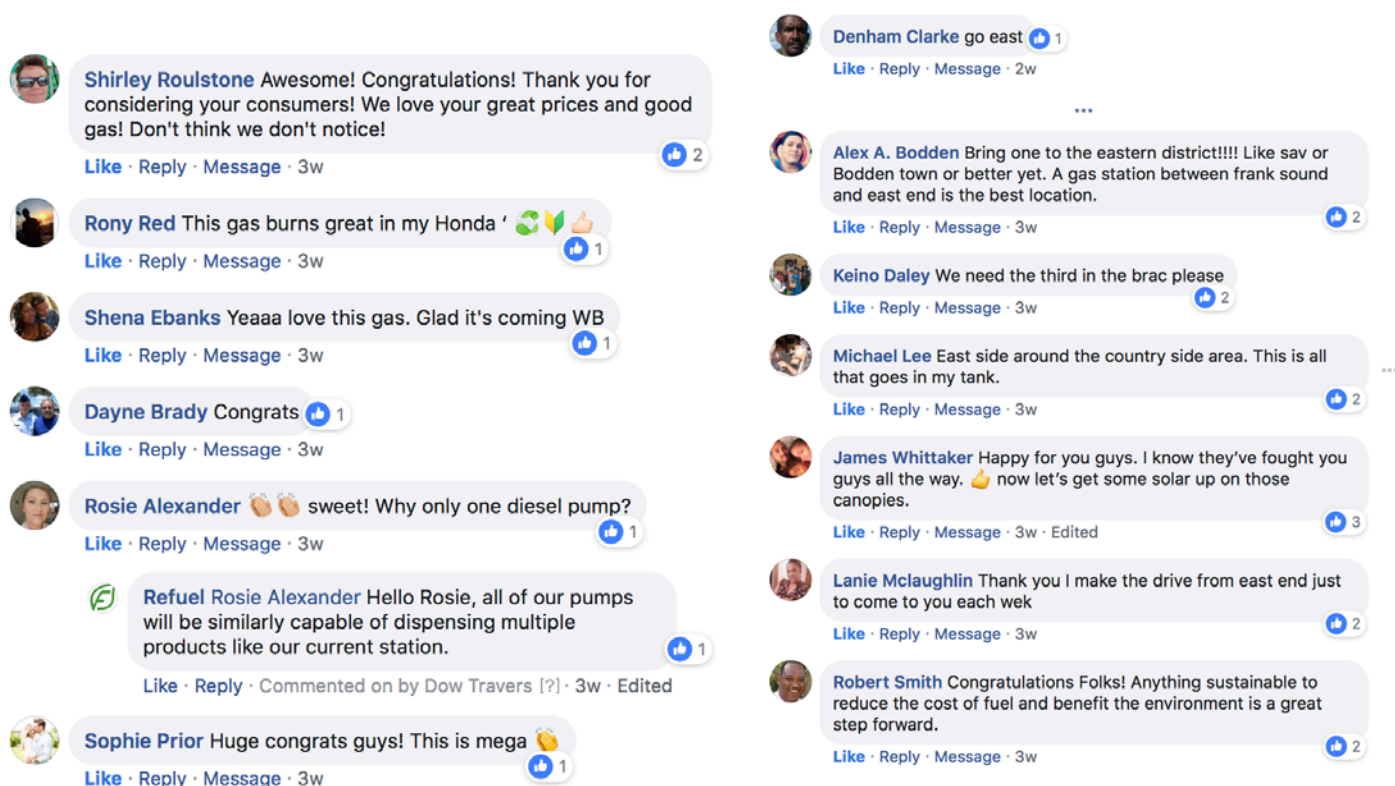 Shirley Roulstone Awesome! Congratulations! Thank you for
considering your consumers! We love your great prices and good
gas! Don't think we don't notice!
2
Like · Reply · Message · 3w
Rony Red This gas burns great in my Honda ‘
1
Like · Reply · Message · 3w
Shena Ebanks Yeaaa love this gas. Glad it's coming WB
1
Like · Reply · Message · 3w
Dayne Brady Congrats 1
Like · Reply · Message · 3w
Rosie Alexander 👏🏼👏🏼 sweet! Why only one diesel pump?
1
Like · Reply · Message · 3w
Refuel Rosie Alexander Hello Rosie, all of our pumps
will be similarly capable of dispensing multiple
products like our current station.
1
Like · Reply · Commented on by Dow Travers [?] · 3w · Edited
Sophie Prior Huge congrats guys! This is mega 👏
1
Like · Reply · Message · 3w
Denham Clarke go east 1
Like · Reply · Message · 2w
Alex A. Bodden Bring one to the eastern district!!!! Like sav or
Bodden town or better yet. A gas station between frank sound
and east end is the best location.
2
Like · Reply · Message · 3w
Keino Daley We need the third in the brac please
2
Like · Reply · Message · 3w
Michael Lee East side around the country side area. This is all
that goes in my tank.
2
Like · Reply · Message · 3w
James Whittaker Happy for you guys. I know they’ve fought you
guys all the way. 👍 now let’s get some solar up on those
canopies.
3
Like · Reply · Message · 3w · Edited
Lanie Mclaughlin Thank you I make the drive from east end just
to come to you each wek
2
Like · Reply · Message · 3w
Robert Smith Congratulations Folks! Anything sustainable to
reduce the cost of fuel and benefit the environment is a great
step forward.
2
Like · Reply · Message · 3w